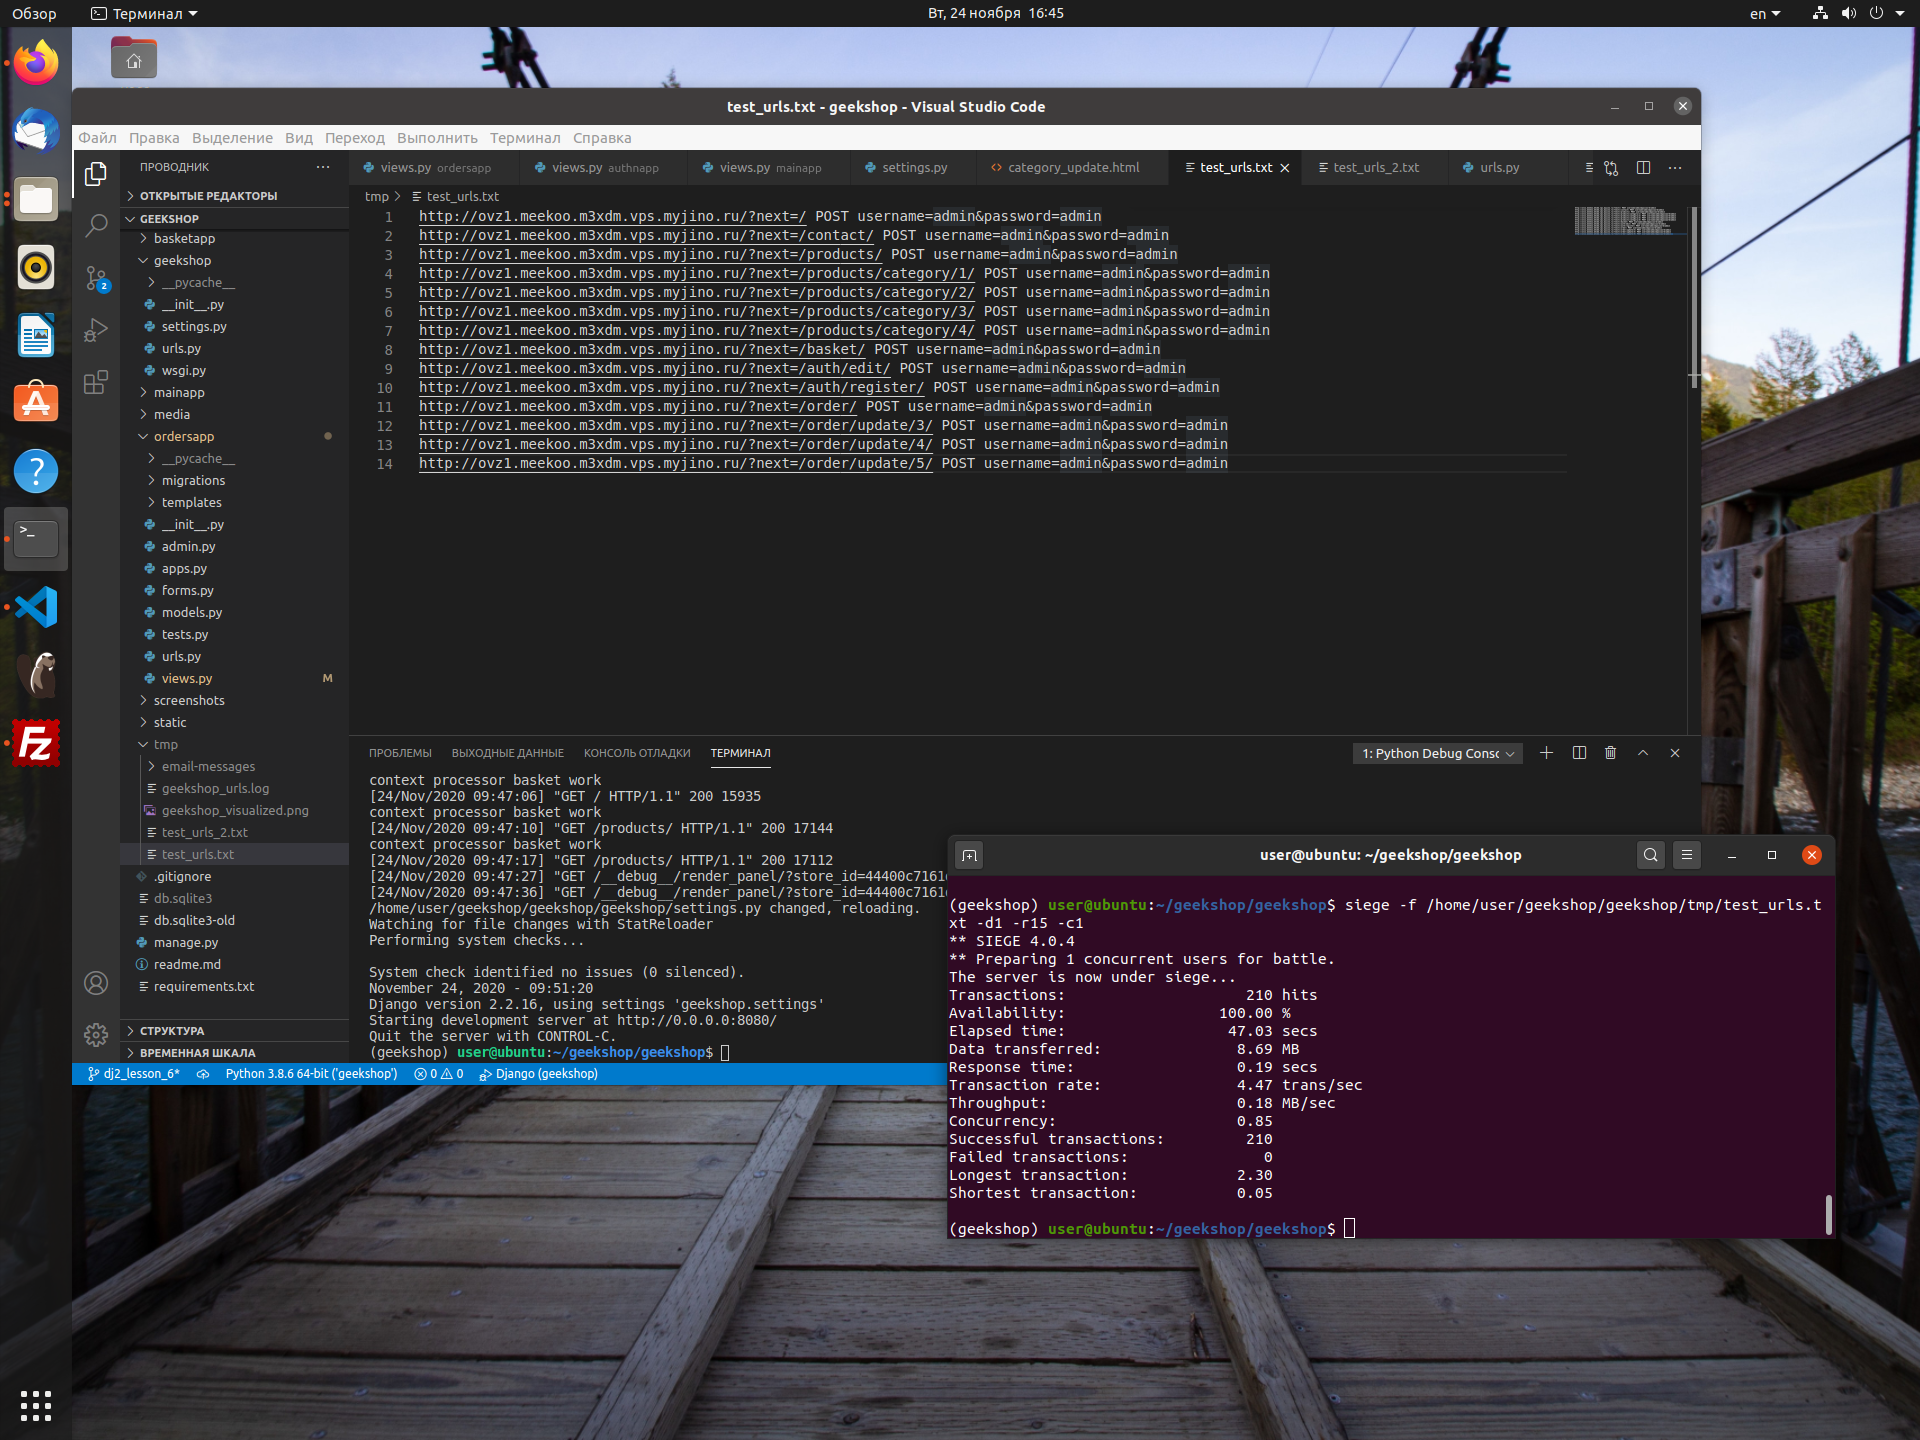 Обзор
Терминал
Вт, 24 ноября 16:45
en
test_urls.txt - geekshop - Visual Studio Code
Файл Правка Выделение Вид Переход Выполнить Терминал Справка
ПРОВОДНИК
ОТКРЫТЫЕ РЕДАКТОРЫ
GEEKSHOP
basketapp
geekshop
__pycache__
__init__.py
settings.py
urls.py
wsgi.py
mainapp
media
ordersapp
__pycache__
migrations
templates
__init__.py
admin.py
apps.py
forms.py
models.py
tests.py
urls.py
views.py M
screenshots
static
tmp
email-messages
geekshop_urls.log
geekshop_visualized.png
test_urls_2.txt
test_urls.txt
.gitignore
db.sqlite3
db.sqlite3-old
manage.py
readme.md
requirements.txt
СТРУКТУРА
ВРЕМЕННАЯ ШКАЛА
2
views.py ordersapp
views.py authnapp
views.py mainapp
settings.py
category_update.html
test_urls.txt
test_urls_2.txt
urls.py
tmp > test_urls.txt
1 http://ovz1.meekoo.m3xdm.vps.myjino.ru/?next=/ POST username=admin&password=admin
2 http://ovz1.meekoo.m3xdm.vps.myjino.ru/?next=/contact/ POST username=admin&password=admin
3 http://ovz1.meekoo.m3xdm.vps.myjino.ru/?next=/products/ POST username=admin&password=admin
4 http://ovz1.meekoo.m3xdm.vps.myjino.ru/?next=/products/category/1/ POST username=admin&password=admin
5 http://ovz1.meekoo.m3xdm.vps.myjino.ru/?next=/products/category/2/ POST username=admin&password=admin
6 http://ovz1.meekoo.m3xdm.vps.myjino.ru/?next=/products/category/3/ POST username=admin&password=admin
7 http://ovz1.meekoo.m3xdm.vps.myjino.ru/?next=/products/category/4/ POST username=admin&password=admin
8 http://ovz1.meekoo.m3xdm.vps.myjino.ru/?next=/basket/ POST username=admin&password=admin
9 http://ovz1.meekoo.m3xdm.vps.myjino.ru/?next=/auth/edit/ POST username=admin&password=admin
10 http://ovz1.meekoo.m3xdm.vps.myjino.ru/?next=/auth/register/ POST username=admin&password=admin
11 http://ovz1.meekoo.m3xdm.vps.myjino.ru/?next=/order/ POST username=admin&password=admin
12 http://ovz1.meekoo.m3xdm.vps.myjino.ru/?next=/order/update/3/ POST username=admin&password=admin
13 http://ovz1.meekoo.m3xdm.vps.myjino.ru/?next=/order/update/4/ POST username=admin&password=admin
14 http://ovz1.meekoo.m3xdm.vps.myjino.ru/?next=/order/update/5/ POST username=admin&password=admin
ПРОБЛЕМЫ ВЫХОДНЫЕ ДАННЫЕ КОНСОЛЬ ОТЛАДКИ ТЕРМИНАЛ
1: Python Debug Consc
context processor basket work
[24/Nov/2020 09:47:06] "GET / HTTP/1.1" 200 15935
context processor basket work
[24/Nov/2020 09:47:10] "GET /products/ HTTP/1.1" 200 17144
context processor basket work
[24/Nov/2020 09:47:17] "GET /products/ HTTP/1.1" 200 17112
[24/Nov/2020 09:47:27] "GET /__debug__/render_panel/?store_id=44400c7161
[24/Nov/2020 09:47:36] "GET /__debug__/render_panel/?store_id=44400c7161
/home/user/geekshop/geekshop/geekshop/settings.py changed, reloading.
Watching for file changes with StatReloader
Performing system checks...
System check identified no issues (0 silenced).
November 24, 2020 - 09:51:20
Django version 2.2.16, using settings 'geekshop.settings'
Starting development server at http://0.0.0.0:8080/
Quit the server with CONTROL-C.
(geekshop) user@ubuntu:~/geekshop/geekshop$
dj2_lesson_6* Python 3.8.6 64-bit ('geekshop') 0 0 Django (geekshop)
user@ubuntu: ~/geekshop/geekshop
(geekshop) user@ubuntu:~/geekshop/geekshop$ siege -f /home/user/geekshop/geekshop/tmp/test_urls.t
xt -d1 -r15 -c1
** SIEGE 4.0.4
** Preparing 1 concurrent users for battle.
The server is now under siege...
Transactions: 210 hits
Availability: 100.00 %
Elapsed time: 47.03 secs
Data transferred: 8.69 MB
Response time: 0.19 secs
Transaction rate: 4.47 trans/sec
Throughput: 0.18 MB/sec
Concurrency: 0.85
Successful transactions: 210
Failed transactions: 0
Longest transaction: 2.30
Shortest transaction: 0.05
(geekshop) user@ubuntu:~/geekshop/geekshop$